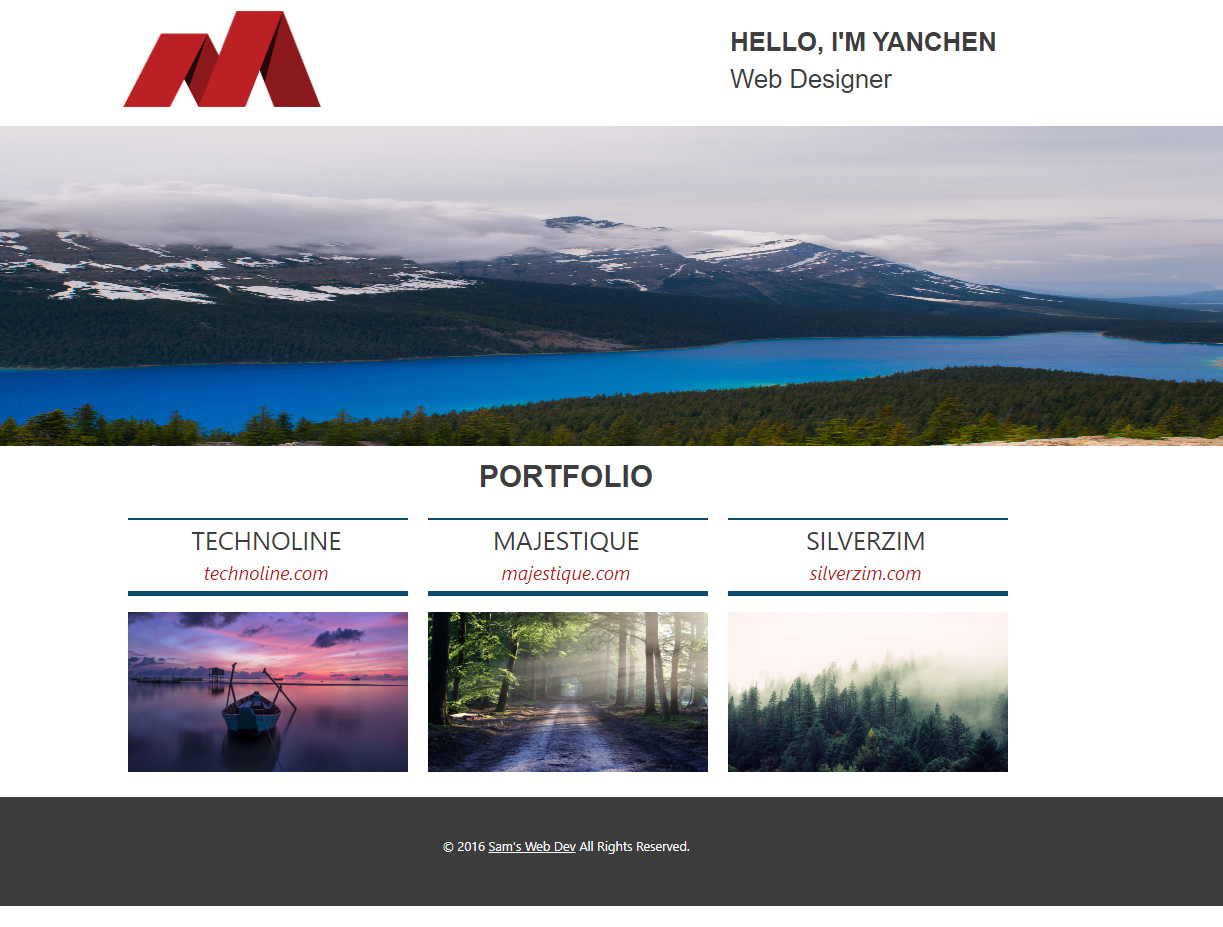 HELLO, I'M YANCHEN
Web Designer
PORTFOLIO
TECHNOLINE
technoline.com
MAJESTIQUE
majestique.com
SILVERZIM
silverzim.com
© 2016 Sam's Web Dev All Rights Reserved.